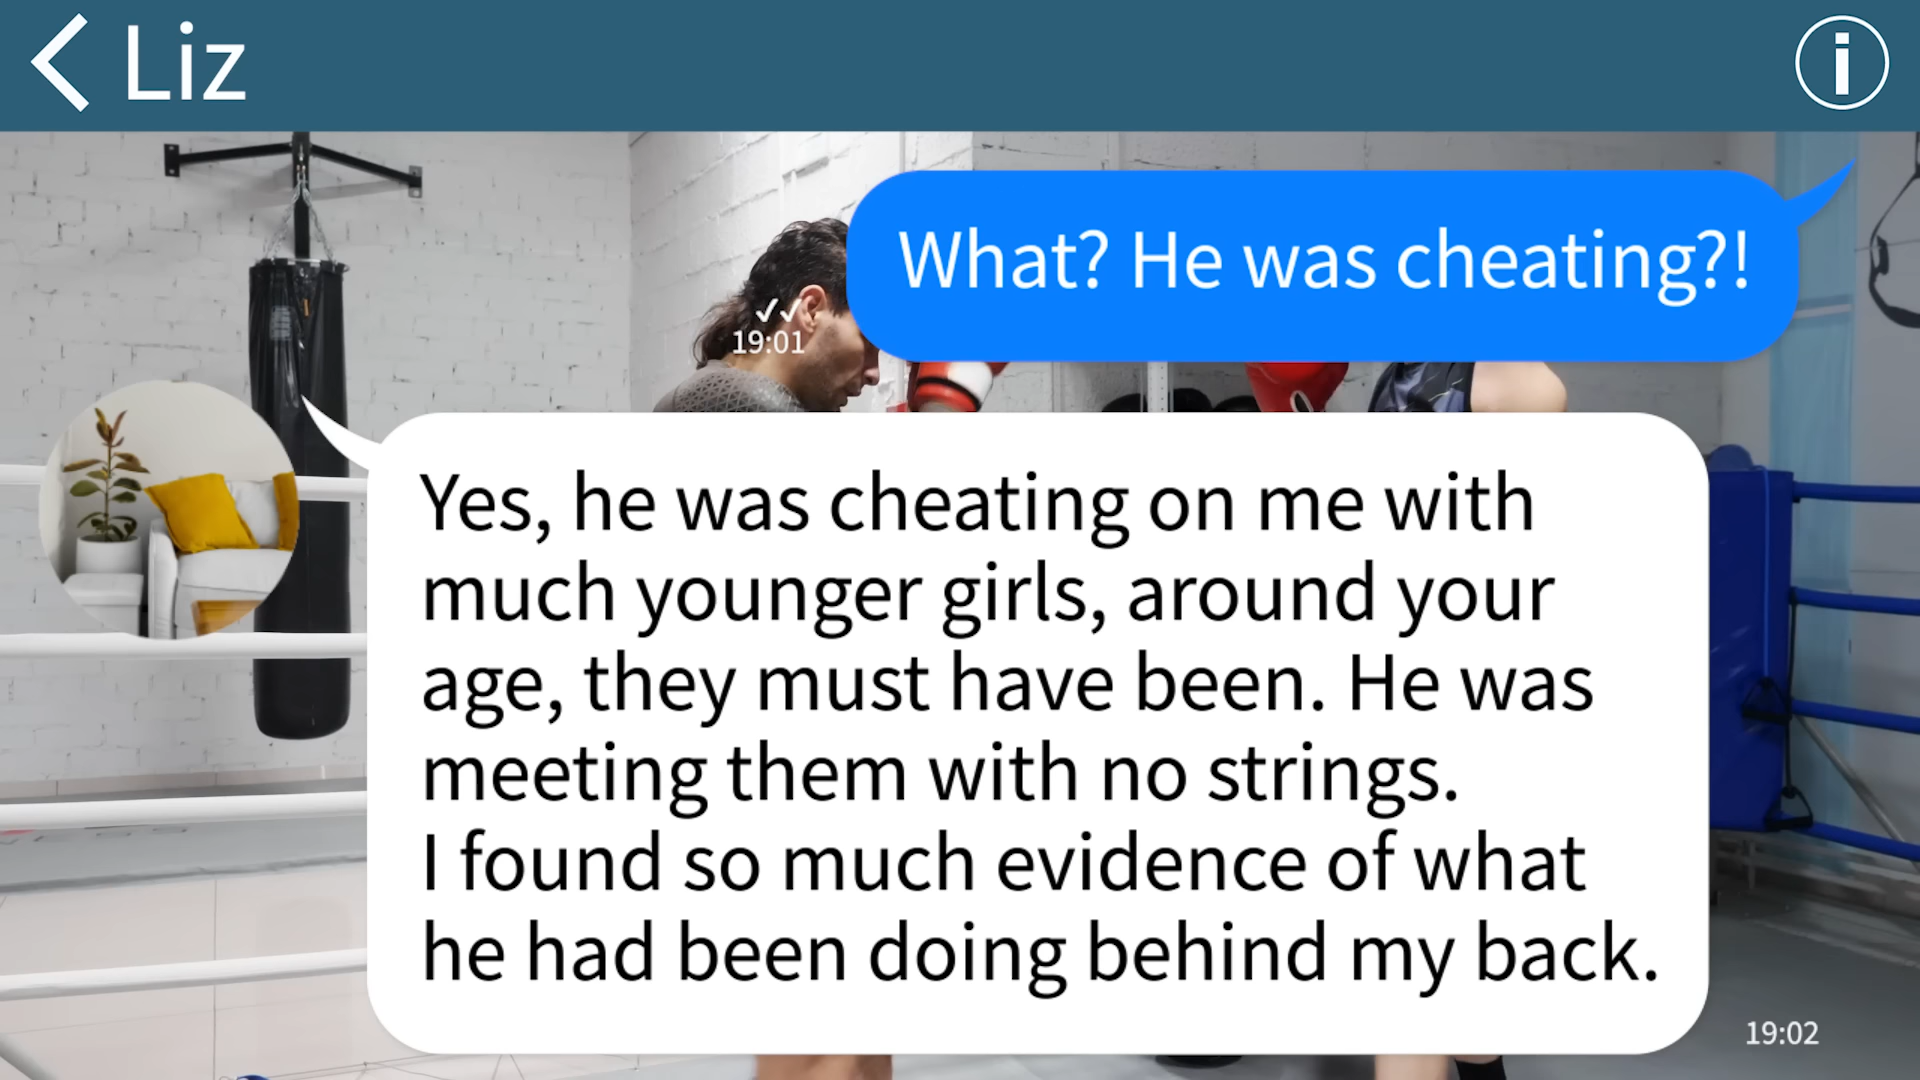 Liz
What? He was cheating?!
19:01
Yes, he was cheating on me with
much younger girls, around your
age, they must have been. He was
meeting them with no strings.
I found so much evidence of what
he had been doing behind my back.
19:02